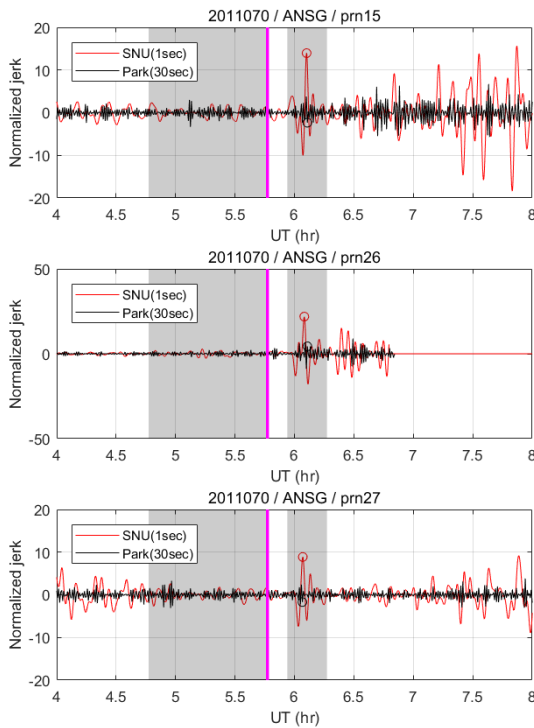 2011070 / ANSG / prn15
Normalized jerk
20
10
0
-10
-20
SNU(1sec)
Park(30sec)
4 4.5 5 5.5 6 6.5 7 7.5 8
UT (hr)
2011070 / ANSG / prn26
Normalized jerk
50
0
-50
SNU(1sec)
Park(30sec)
4 4.5 5 5.5 6 6.5 7 7.5 8
UT (hr)
2011070 / ANSG / prn27
Normalized jerk
20
10
0
-10
-20
SNU(1sec)
Park(30sec)
4 4.5 5 5.5 6 6.5 7 7.5 8
UT (hr)